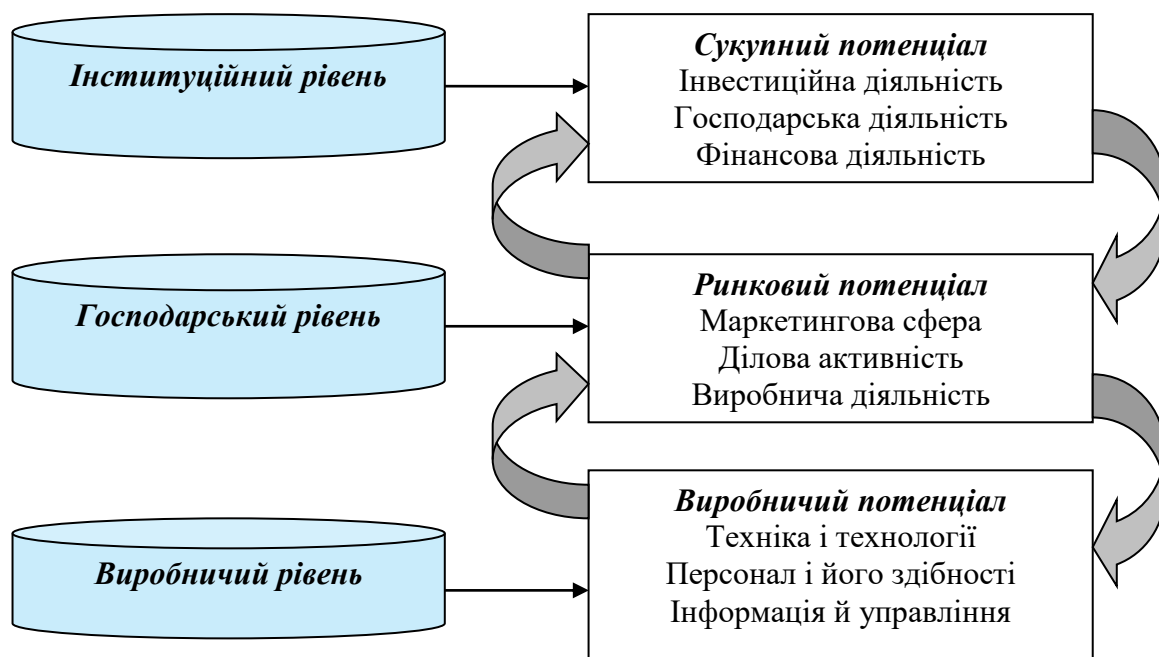 Інституційний рівень
Сукупний потенціал
Інвестиційна діяльність
Господарська діяльність
Фінансова діяльність
Господарський рівень
Ринковий потенціал
Маркетингова сфера
Ділова активність
Виробнича діяльність
Виробничий рівень
Виробничий потенціал
Техніка і технології
Персонал і його здібності
Інформація й управління